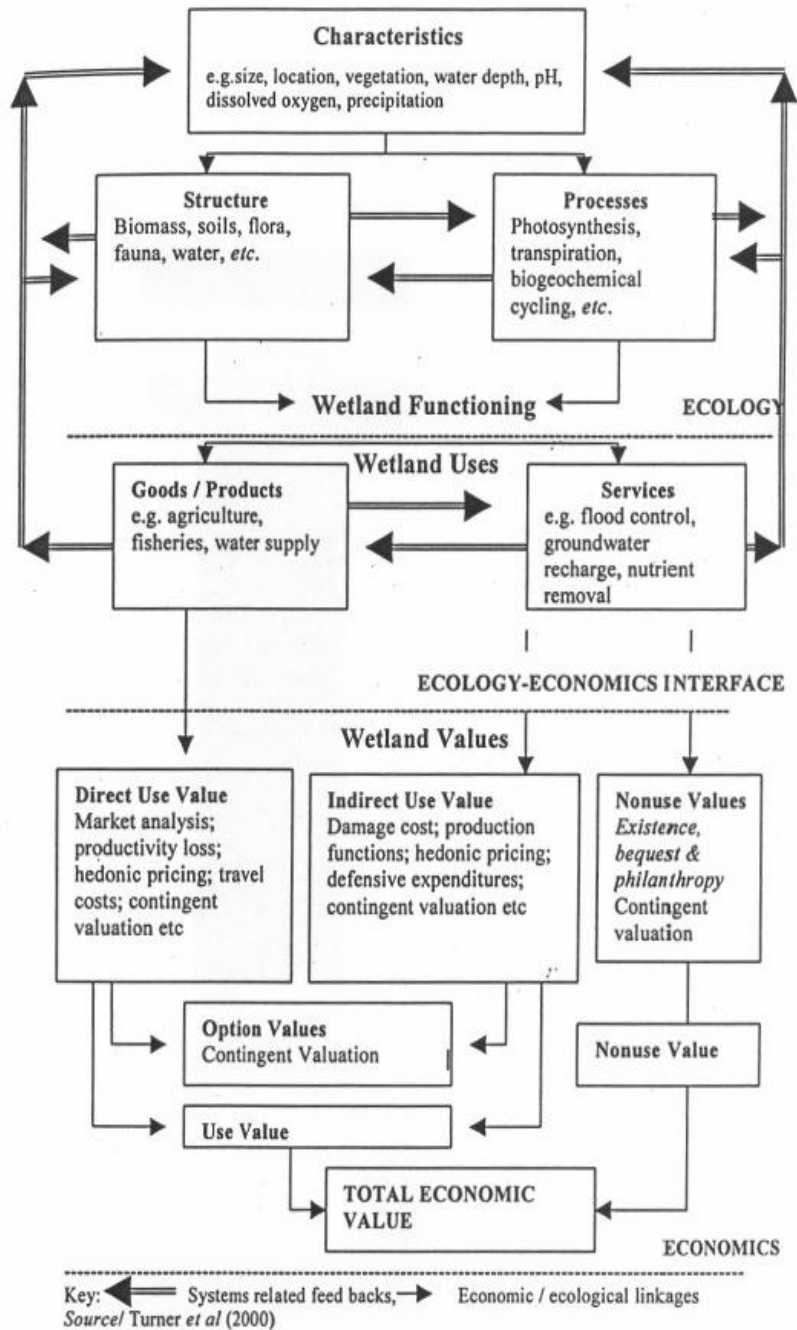 Characteristics
e.g.size, location, vegetation, water depth, pH,
dissolved oxygen, precipitation
Structure
Biomass, soils, flora,
fauna, water, etc.
Processes
Photosynthesis,
transpiration,
biogeochemical
cycling, etc.
Wetland Functioning
ECOLOGY
Wetland Uses
Goods / Products
e.g. agriculture,
fisheries, water supply
Services
e.g. flood control,
groundwater
recharge, nutrient
removal
ECOLOGY-ECONOMICS INTERFACE
Wetland Values
Direct Use Value
Market analysis;
productivity loss;
hedonic pricing; travel
costs; contingent
valuation etc
Indirect Use Value
Damage cost; production
functions; hedonic pricing;
defensive expenditures;
contingent valuation etc
Nonuse Values
Existence,
bequest &
philanthropy
Contingent
valuation
Option Values
Contingent Valuation
Nonuse Value
Use Value
TOTAL ECONOMIC
VALUE
ECONOMICS
Key: Systems related feed backs, Economic / ecological linkages
Source/ Turner et al (2000)